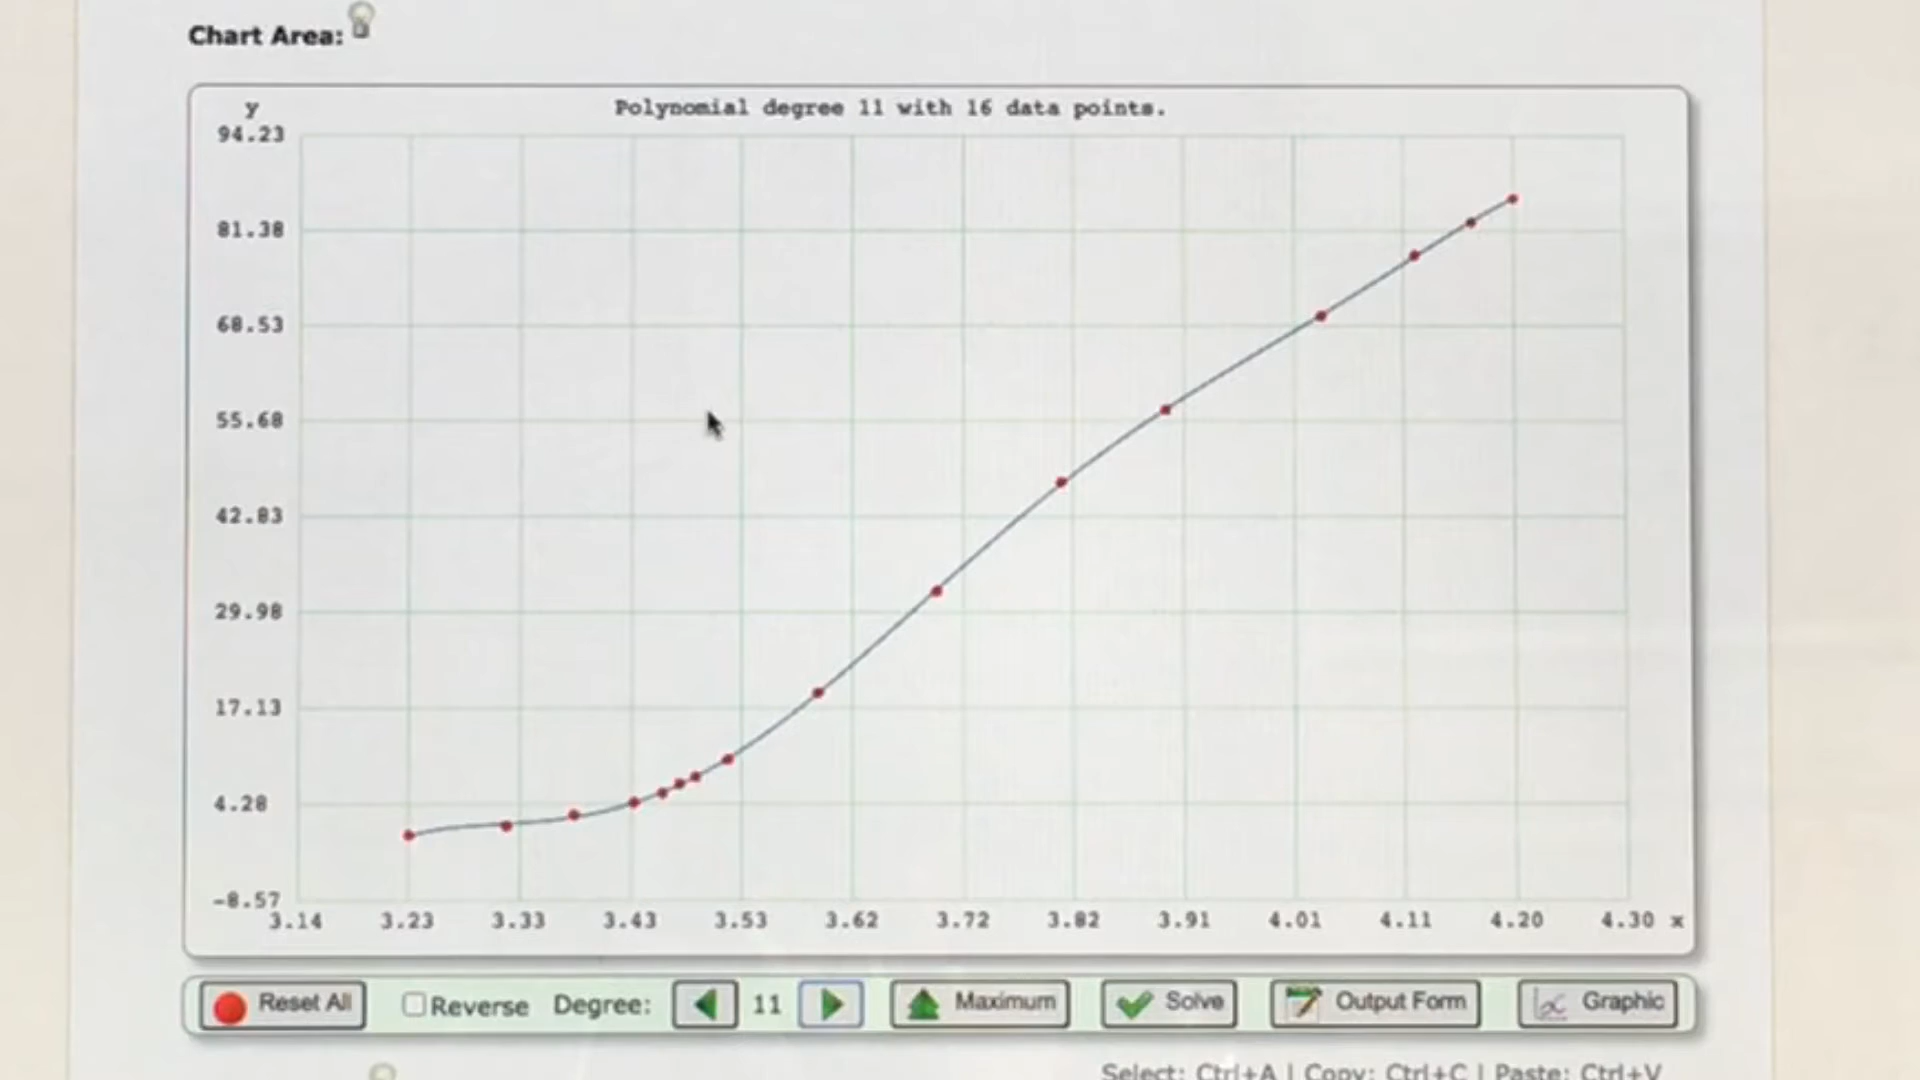 Chart Area:
y
Polynomial degree 11 with 16 data points.
94.23
81.38
68.53
55.68
42.83
29.98
17.13
4.28
-8.57
3.14 3.23 3.33 3.43 3.53 3.62 3.72 3.82 3.91 4.01 4.11 4.20 4.30 x
Reset All Reverse Degree: 11 Maximum Solve Output Form Graphic
Select: Ctrl+A | Copy: Ctrl+C | Paste: Ctrl+V